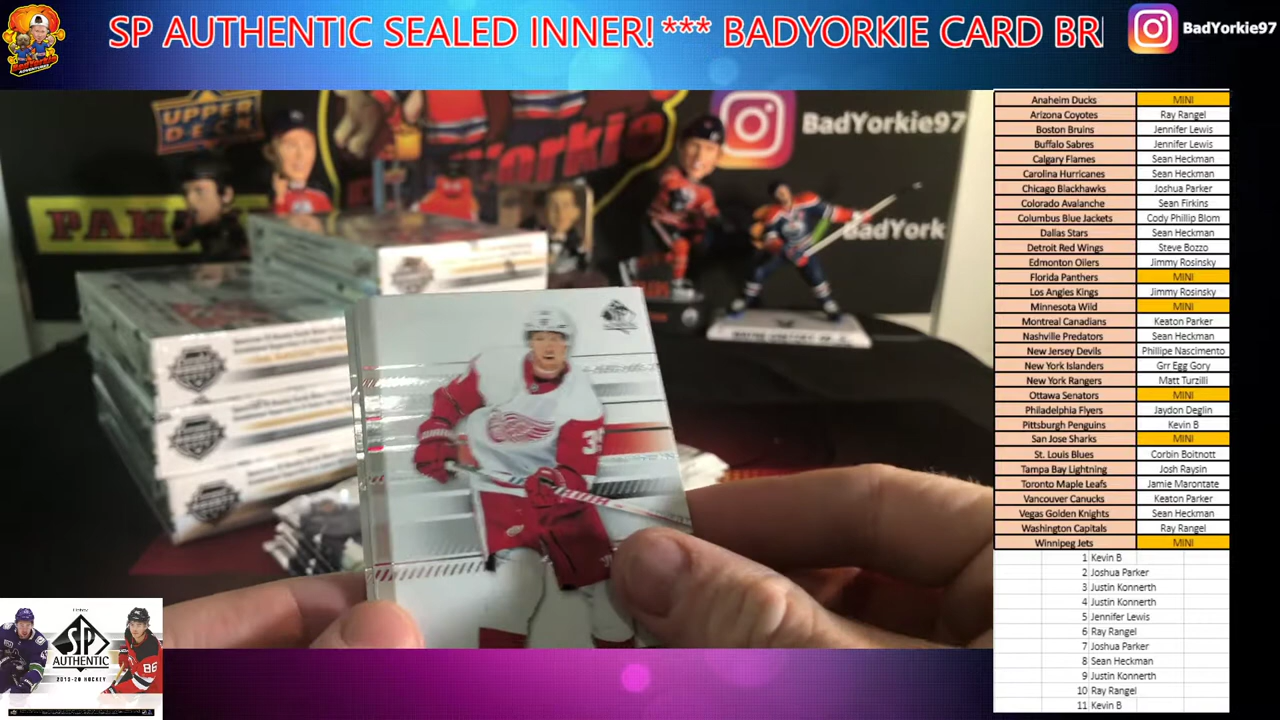 SP AUTHENTIC SEALED INNER! *** BADYORKIE CARD BR
BadYorkie97
UPPER DECK
BadYorkie97
BadYork
Anaheim Ducks MINI
Arizona Coyotes Ray Rangel
Boston Bruins Jennifer Lewis
Buffalo Sabres Jennifer Lewis
Calgary Flames Sean Heckman
Carolina Hurricanes Sean Heckman
Chicago Blackhawks Joshua Parker
Colorado Avalanche Sean Firkins
Columbus Blue Jackets Cody Phillip Blom
Dallas Stars Sean Heckman
Detroit Red Wings Steve Bozzo
Edmonton Oilers Jimmy Rosinsky
Florida Panthers MINI
Los Angles Kings Jimmy Rosinsky
Minnesota Wild MINI
Montreal Canadians Keaton Parker
Nashville Predators Sean Heckman
New Jersey Devils Phillipe Nascimento
New York Islanders Grr Egg Gory
New York Rangers Matt Turzilli
Ottawa Senators MINI
Philadelphia Flyers Jaydon Deglin
Pittsburgh Penguins Kevin B
San Jose Sharks MINI
St. Louis Blues Corbin Boitnott
Tampa Bay Lightning Josh Raysin
Toronto Maple Leafs Jamie Marontate
Vancouver Canucks Keaton Parker
Vegas Golden Knights Sean Heckman
Washington Capitals Ray Rangel
Winnipeg Jets MINI
1 Kevin B
2 Joshua Parker
3 Justin Konnerth
4 Justin Konnerth
5 Jennifer Lewis
6 Ray Rangel
7 Joshua Parker
8 Sean Heckman
9 Justin Konnerth
10 Ray Rangel
11 Kevin B
SP
AUTHENTIC
2019-20 HOCKEY
86